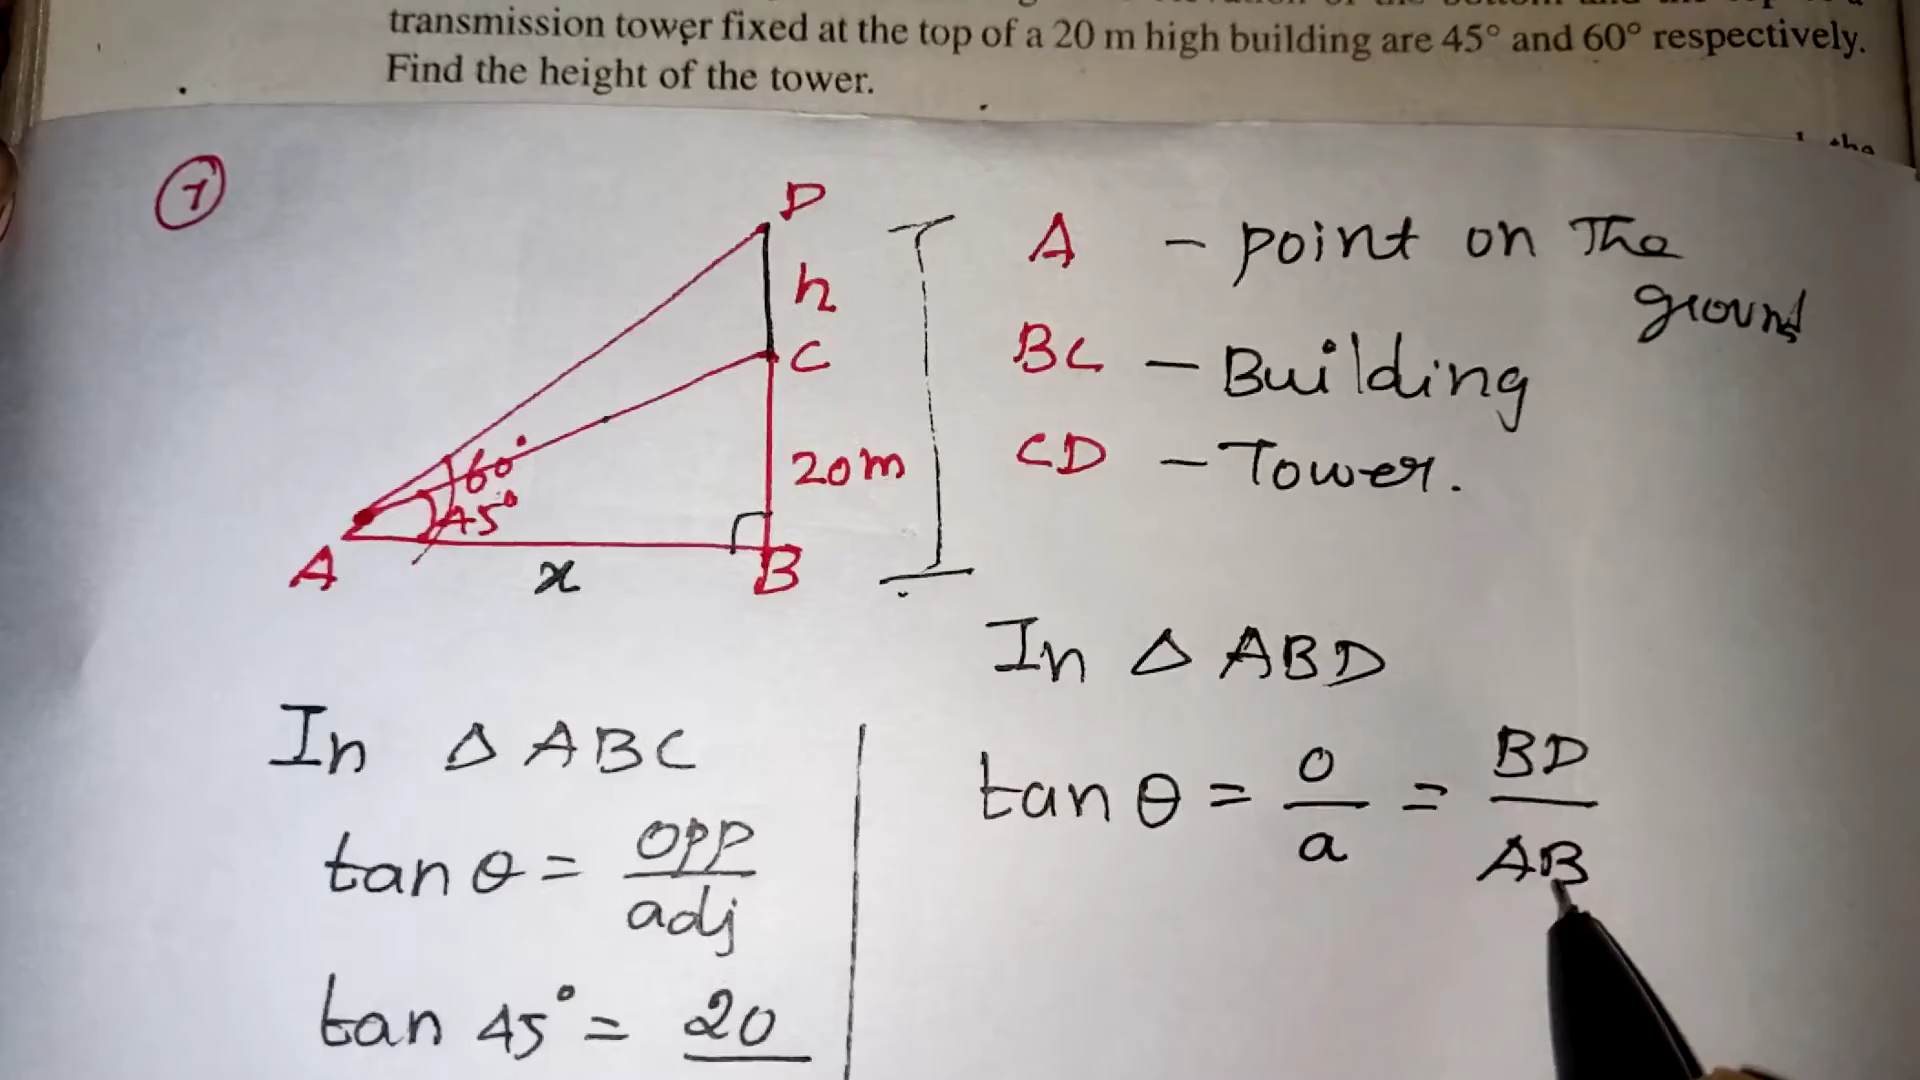 transmission tower fixed at the top of a 20 m high building are 45° and 60° respectively.
Find the height of the tower.
the
7
D
h
C
60°
45°
20m
A
x
B
A - point on The
ground
BC - Building
CD - Tower.
In Δ ABC
tan θ = opp/adj
tan 45° = 20
In Δ ABD
tan θ = o/a = BD/AB